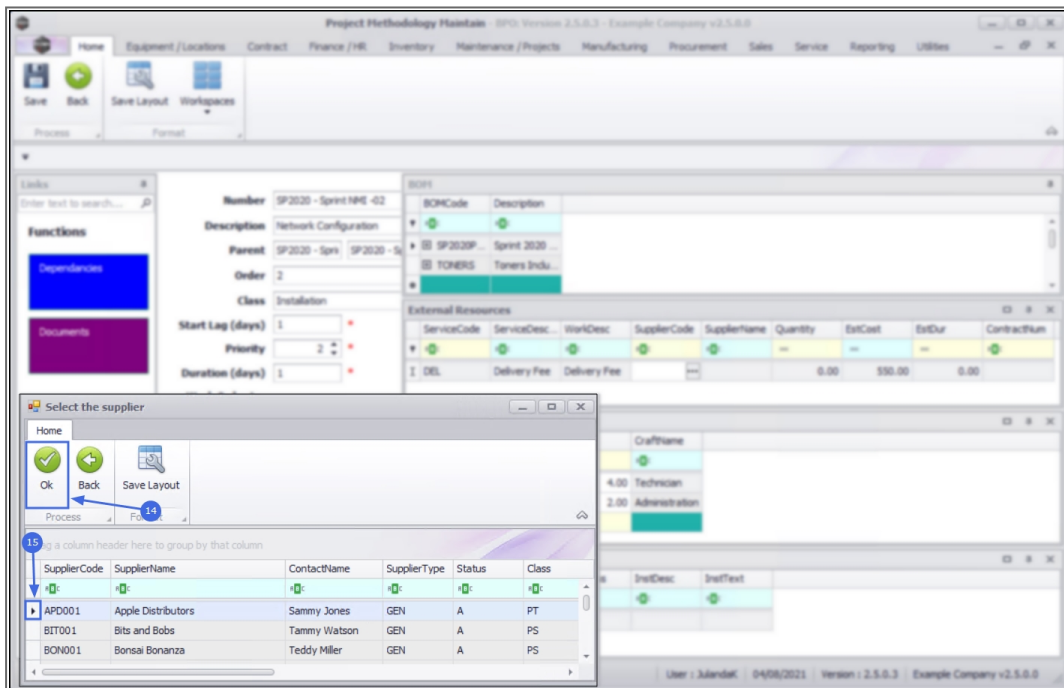 Project Methodology Maintain - BPO: Version 2.5.0.3 - Example Company v2.5.0.0
Home Equipment / Locations Contract Finance / HR Inventory Maintenance / Projects Manufacturing Procurement Sales Service Reporting Utilities
Save Back Save Layout Workspaces
Process Format
Links
Enter text to search...
Functions
Dependancies
Documents
Number SP2020 - Sprint NMI -02
Description Network Configuration
Parent SP2020 - Spri SP2020 - Sp
Order 2
Class Installation
Start Lag (days) 1 *
Priority 2 *
Duration (days) 1 *
BOM
BOMCode Description
SP2020P... Sprint 2020 ...
TONERS Toners Indu...
External Resources
ServiceCode ServiceDesc... WorkDesc SupplierCode SupplierName Quantity EstCost EstDur ContractNum
DEL Delivery Fee Delivery Fee 0.00 550.00 0.00
CraftName
4.00 Technician
2.00 Administration
InstDesc InstText
Select the supplier
Home
Ok Back Save Layout
14
Process
15
a column header here to group by that column
SupplierCode SupplierName ContactName SupplierType Status Class
APD001 Apple Distributors Sammy Jones GEN A PT
BIT001 Bits and Bobs Tammy Watson GEN A PS
BON001 Bonsai Bonanza Teddy Miller GEN A PS
User : JulandaK 04/08/2021 Version : 2.5.0.3 Example Company v2.5.0.0